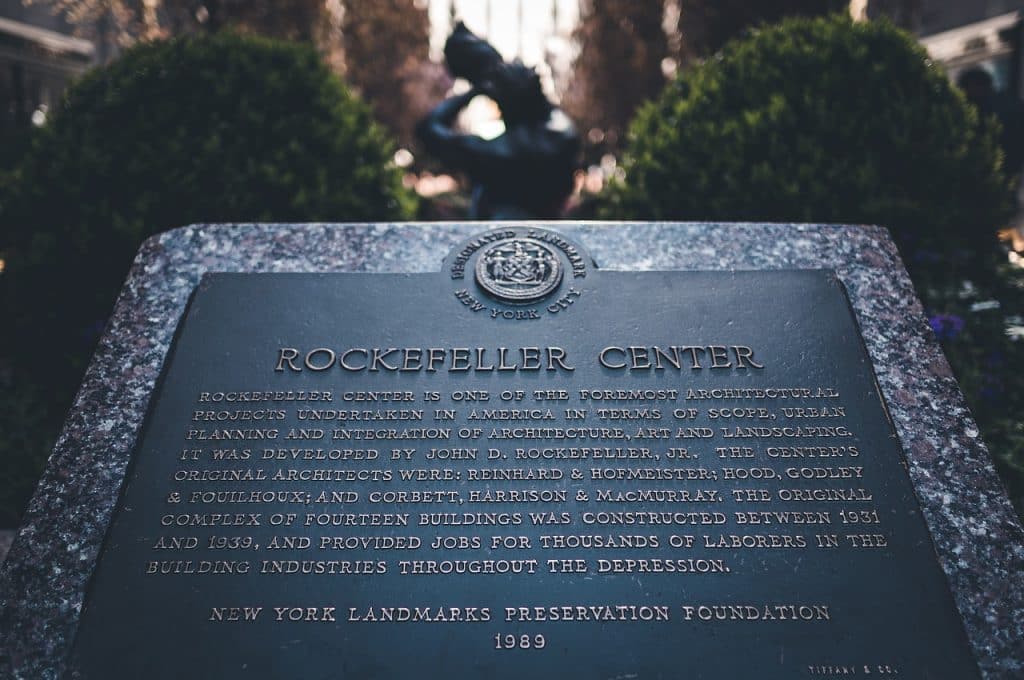 DESIGNATED LANDMARK
NEW YORK CITY
ROCKEFELLER CENTER
ROCKEFELLER CENTER IS ONE OF THE FOREMOST ARCHITECTURAL
PROJECTS UNDERTAKEN IN AMERICA IN TERMS OF SCOPE, URBAN
PLANNING AND INTEGRATION OF ARCHITECTURE, ART AND LANDSCAPING.
IT WAS DEVELOPED BY JOHN D. ROCKEFELLER, JR. THE CENTER'S
ORIGINAL ARCHITECTS WERE: REINHARD & HOFMEISTER; HOOD, GODLEY
& FOUILHOUX; AND CORBETT, HARRISON & MACMURRAY. THE ORIGINAL
COMPLEX OF FOURTEEN BUILDINGS WAS CONSTRUCTED BETWEEN 1931
AND 1939, AND PROVIDED JOBS FOR THOUSANDS OF LABORERS IN THE
BUILDING INDUSTRIES THROUGHOUT THE DEPRESSION.
NEW YORK LANDMARKS PRESERVATION FOUNDATION
1989
TIFFANY & CO.